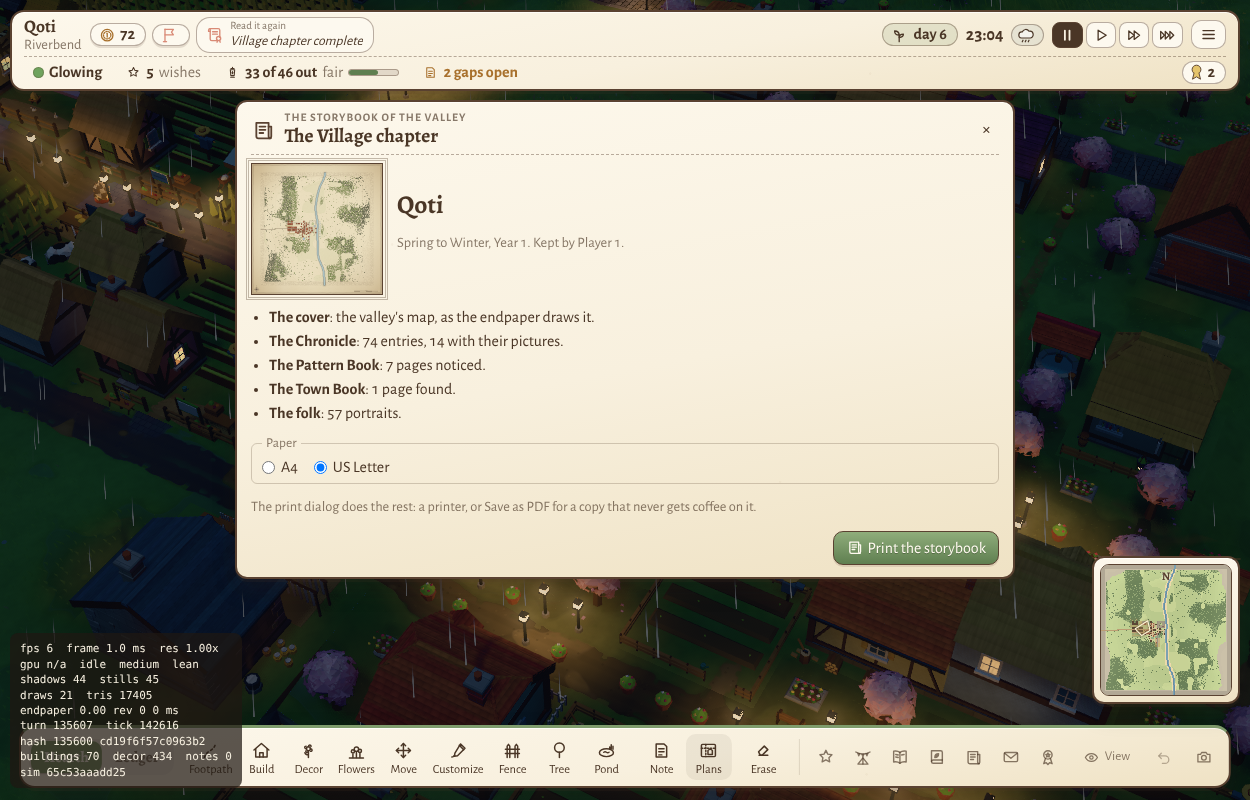 Qoti
Riverbend
72
Read it again
Village chapter complete
day 6
23:04
Glowing
5 wishes
33 of 46 out fair
2 gaps open
2
THE STORYBOOK OF THE VALLEY
The Village chapter
×
Qoti
Spring to Winter, Year 1. Kept by Player 1.
• The cover: the valley's map, as the endpaper draws it.
• The Chronicle: 74 entries, 14 with their pictures.
• The Pattern Book: 7 pages noticed.
• The Town Book: 1 page found.
• The folk: 57 portraits.
Paper
A4
US Letter
The print dialog does the rest: a printer, or Save as PDF for a copy that never gets coffee on it.
Print the storybook
N
fps 6 frame 1.0 ms res 1.00x
gpu n/a idle medium lean
shadows 44 stills 45
draws 21 tris 17405
endpaper 0.00 rev 0 0 ms
turn 135607 tick 142616
hash 135600 cd19f6f57c0963b2
buildings 70 decor 434 notes 0
sim 65c53aaadd25
Footpath
Build
Decor
Flowers
Move
Customize
Fence
Tree
Pond
Note
Plans
Erase
View